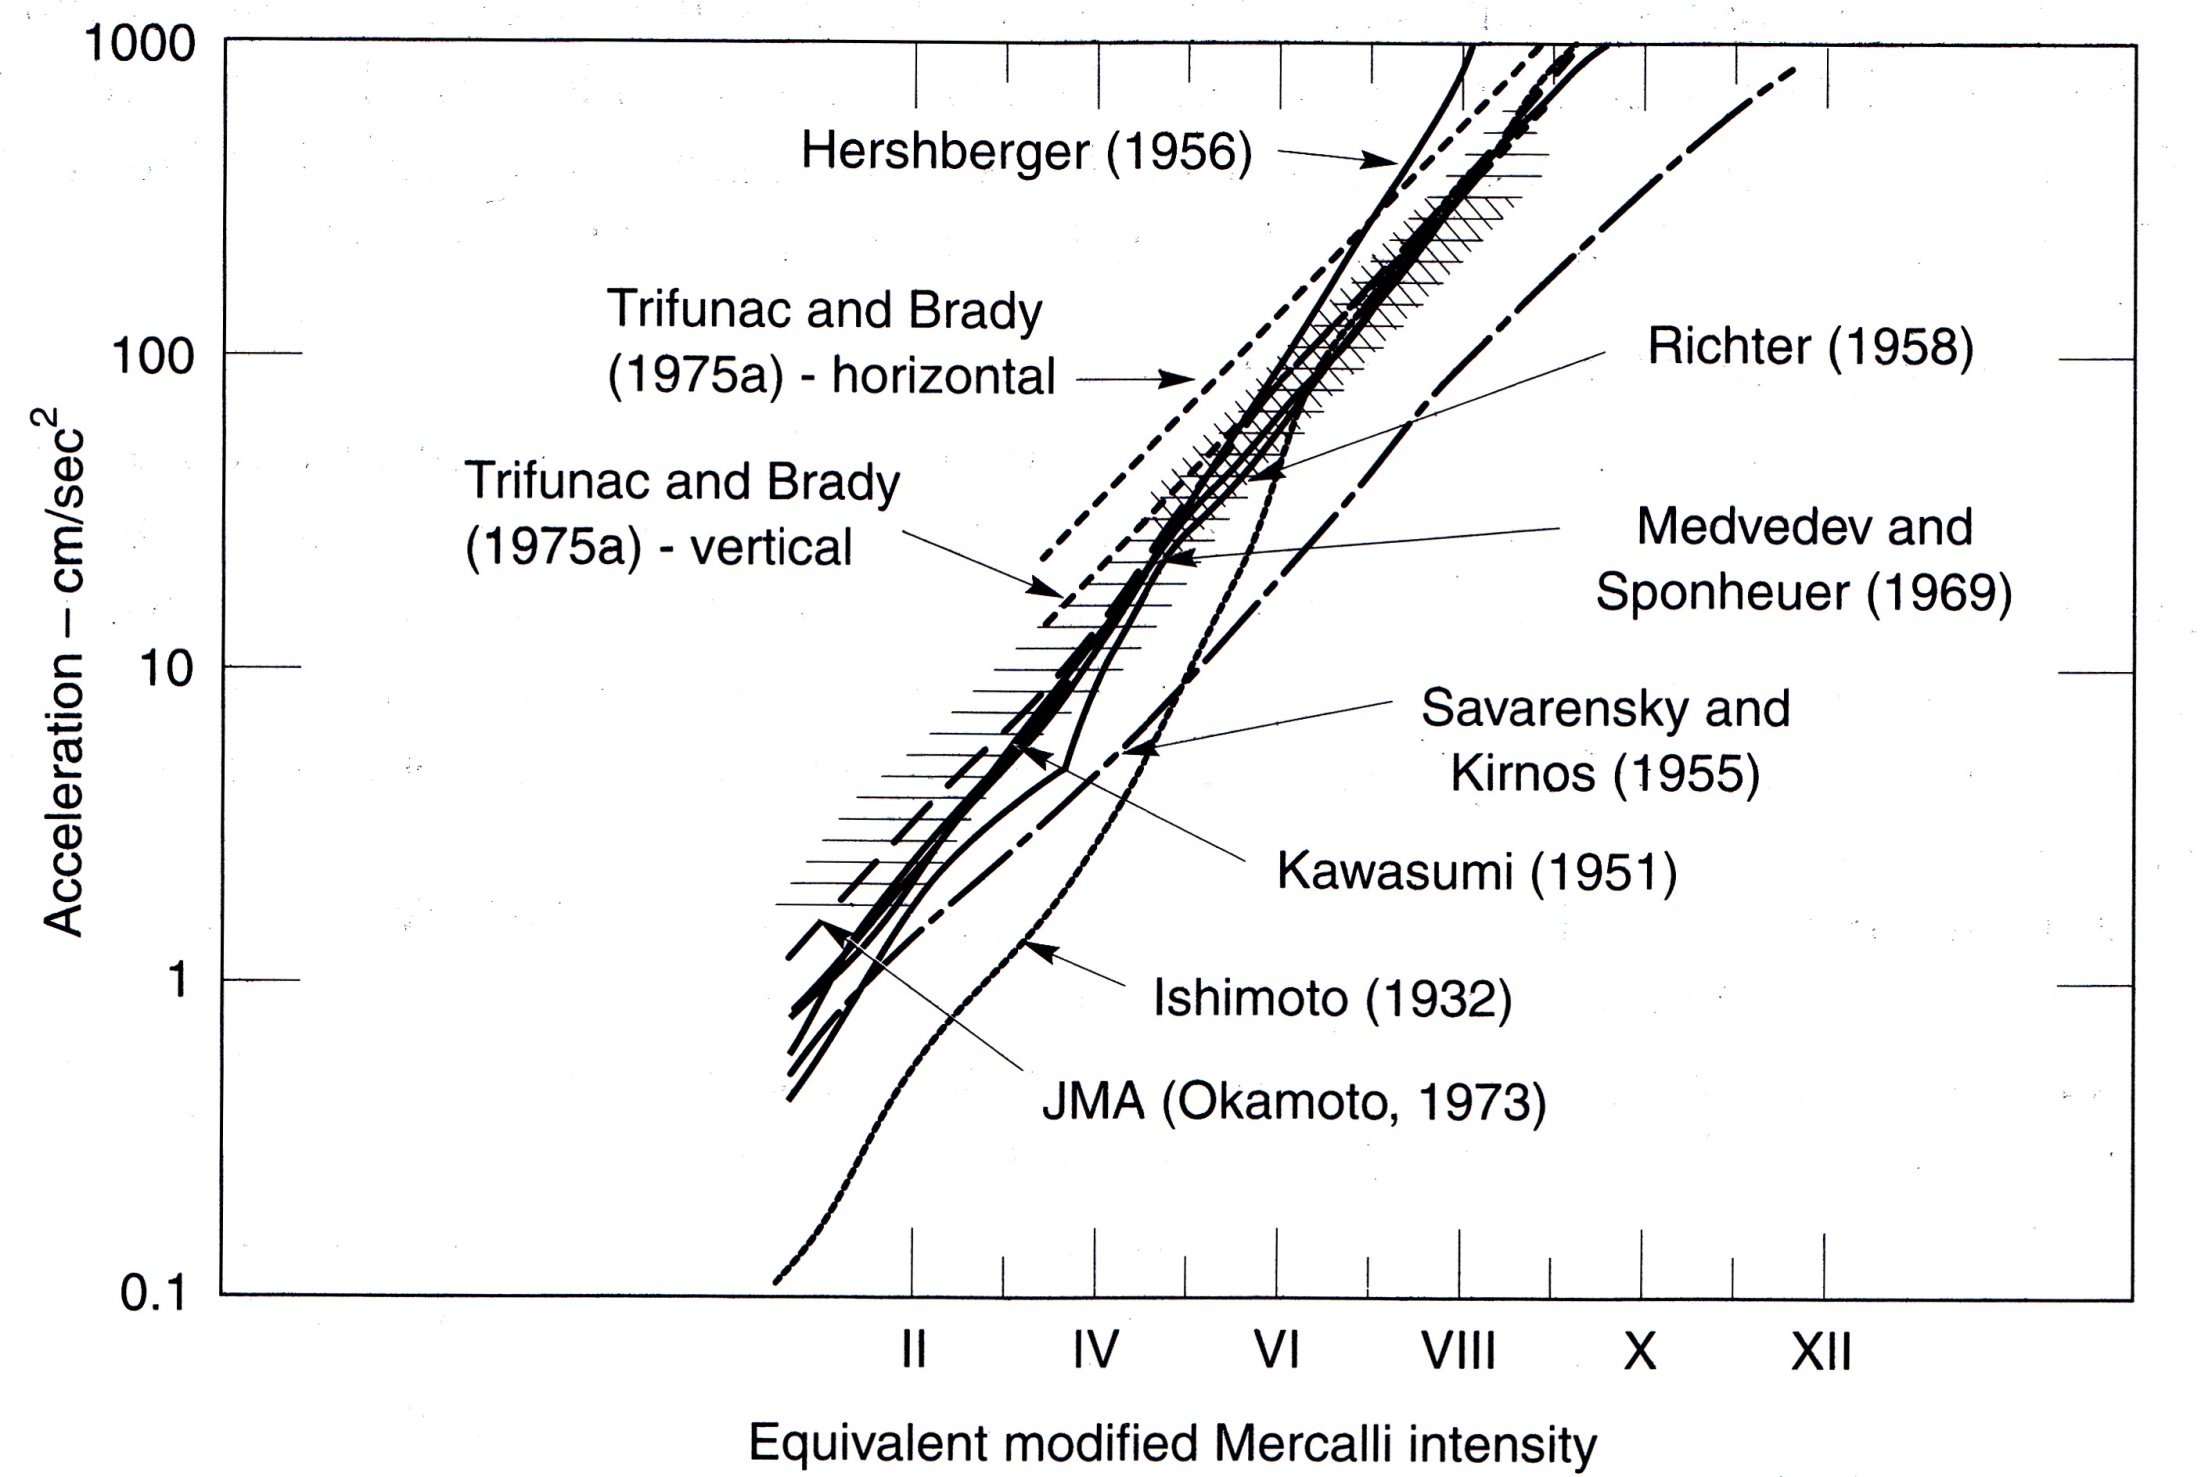 1000
100
10
1
0.1
Acceleration – cm/sec²
Hershberger (1956)
Trifunac and Brady
(1975a) - horizontal
Trifunac and Brady
(1975a) - vertical
Richter (1958)
Medvedev and
Sponheuer (1969)
Savarensky and
Kirnos (1955)
Kawasumi (1951)
Ishimoto (1932)
JMA (Okamoto, 1973)
II IV VI VIII X XII
Equivalent modified Mercalli intensity